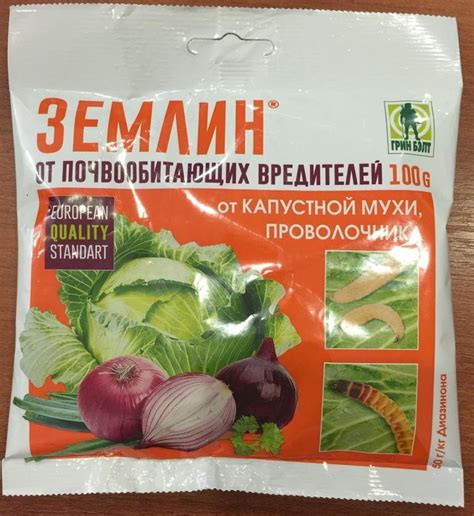 ЗЕМЛИН®
ГРИН БЭЛТ
ОТ ПОЧВООБИТАЮЩИХ ВРЕДИТЕЛЕЙ 100G
EUROPEAN
QUALITY
STANDART
от КАПУСТНОЙ МУХИ,
ПРОВОЛОЧНИКА
50 г/кг Диазинона